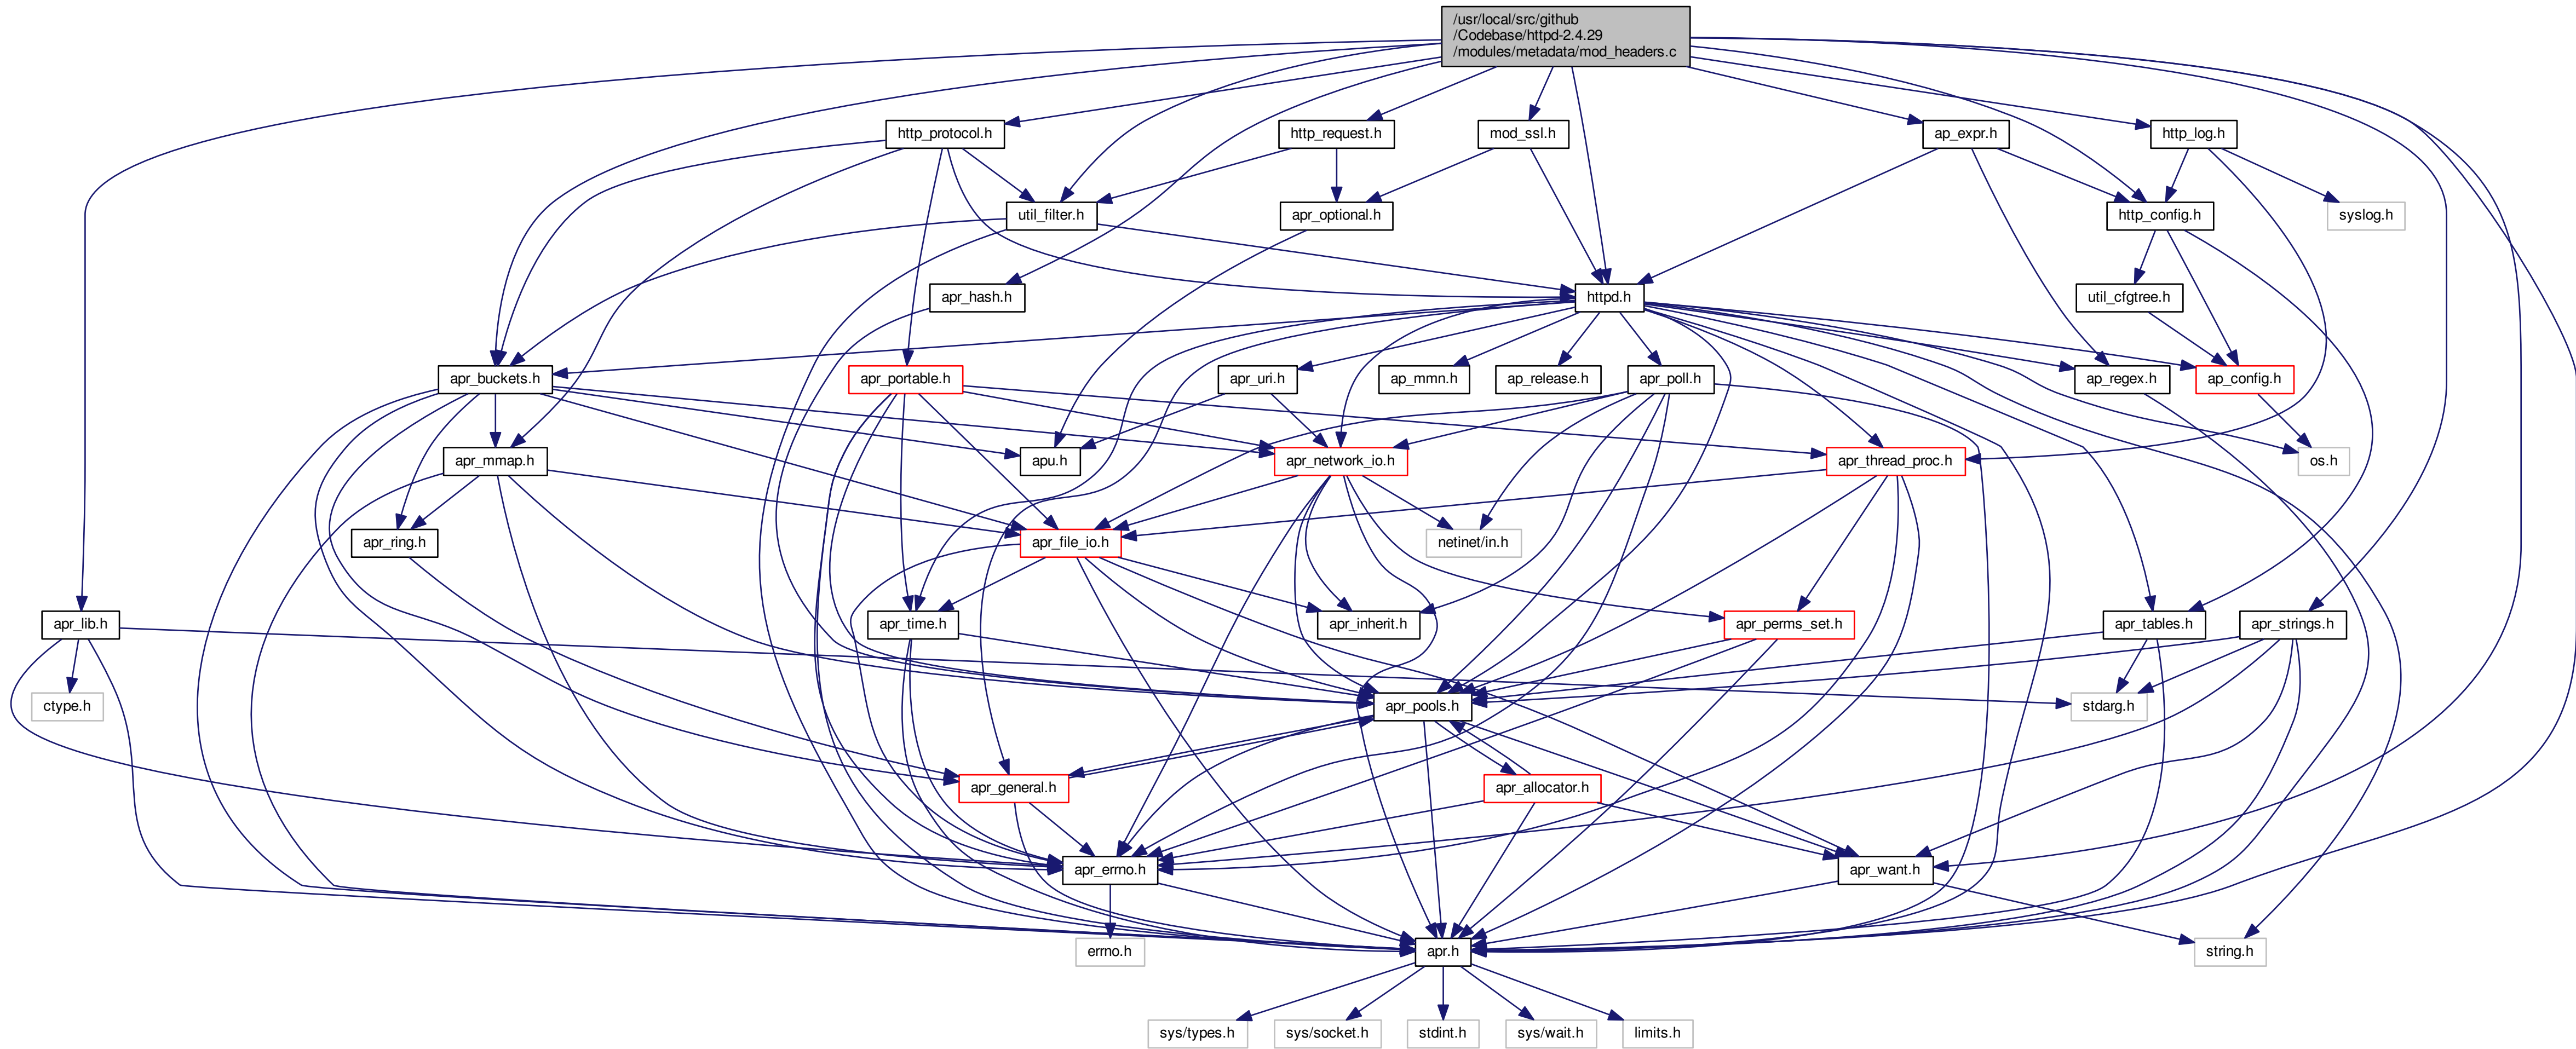 /usr/local/src/github
/Codebase/httpd-2.4.29
/modules/metadata/mod_headers.c
http_protocol.h
http_request.h
mod_ssl.h
ap_expr.h
http_log.h
util_filter.h
apr_optional.h
http_config.h
syslog.h
apr_hash.h
httpd.h
util_cfgtree.h
apr_buckets.h
apr_portable.h
apr_uri.h
ap_mmn.h
ap_release.h
apr_poll.h
ap_regex.h
ap_config.h
apr_mmap.h
apu.h
apr_network_io.h
apr_thread_proc.h
os.h
apr_ring.h
apr_file_io.h
netinet/in.h
apr_lib.h
apr_time.h
apr_inherit.h
apr_perms_set.h
apr_tables.h
apr_strings.h
ctype.h
apr_pools.h
stdarg.h
apr_general.h
apr_allocator.h
apr_errno.h
apr_want.h
errno.h
apr.h
string.h
sys/types.h
sys/socket.h
stdint.h
sys/wait.h
limits.h